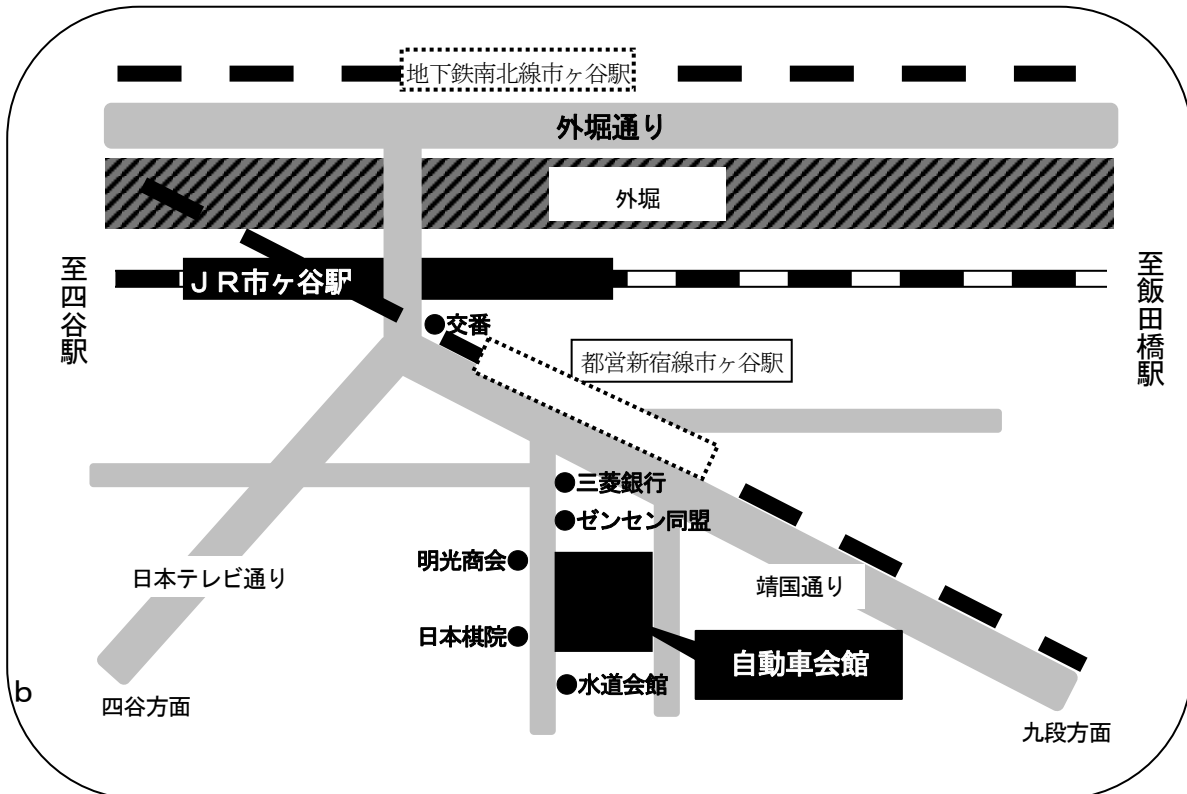 地下鉄南北線市ヶ谷駅
外堀通り
外堀
至四谷駅
ＪＲ市ヶ谷駅
至飯田橋駅
●交番
都営新宿線市ヶ谷駅
●三菱銀行
●ゼンセン同盟
明光商会●
日本テレビ通り
靖国通り
日本棋院●
自動車会館
●水道会館
b
四谷方面
九段方面